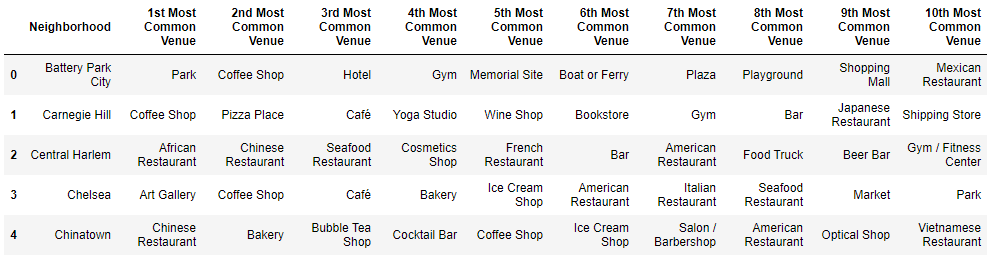 Neighborhood 1st Most Common Venue 2nd Most Common Venue 3rd Most Common Venue 4th Most Common Venue 5th Most Common Venue 6th Most Common Venue 7th Most Common Venue 8th Most Common Venue 9th Most Common Venue 10th Most Common Venue
0 Battery Park City Park Coffee Shop Hotel Gym Memorial Site Boat or Ferry Plaza Playground Shopping Mall Mexican Restaurant
1 Carnegie Hill Coffee Shop Pizza Place Café Yoga Studio Wine Shop Bookstore Gym Bar Japanese Restaurant Shipping Store
2 Central Harlem African Restaurant Chinese Restaurant Seafood Restaurant Cosmetics Shop French Restaurant Bar American Restaurant Food Truck Beer Bar Gym / Fitness Center
3 Chelsea Art Gallery Coffee Shop Café Bakery Ice Cream Shop American Restaurant Italian Restaurant Seafood Restaurant Market Park
4 Chinatown Chinese Restaurant Bakery Bubble Tea Shop Cocktail Bar Coffee Shop Ice Cream Shop Salon / Barbershop American Restaurant Optical Shop Vietnamese Restaurant